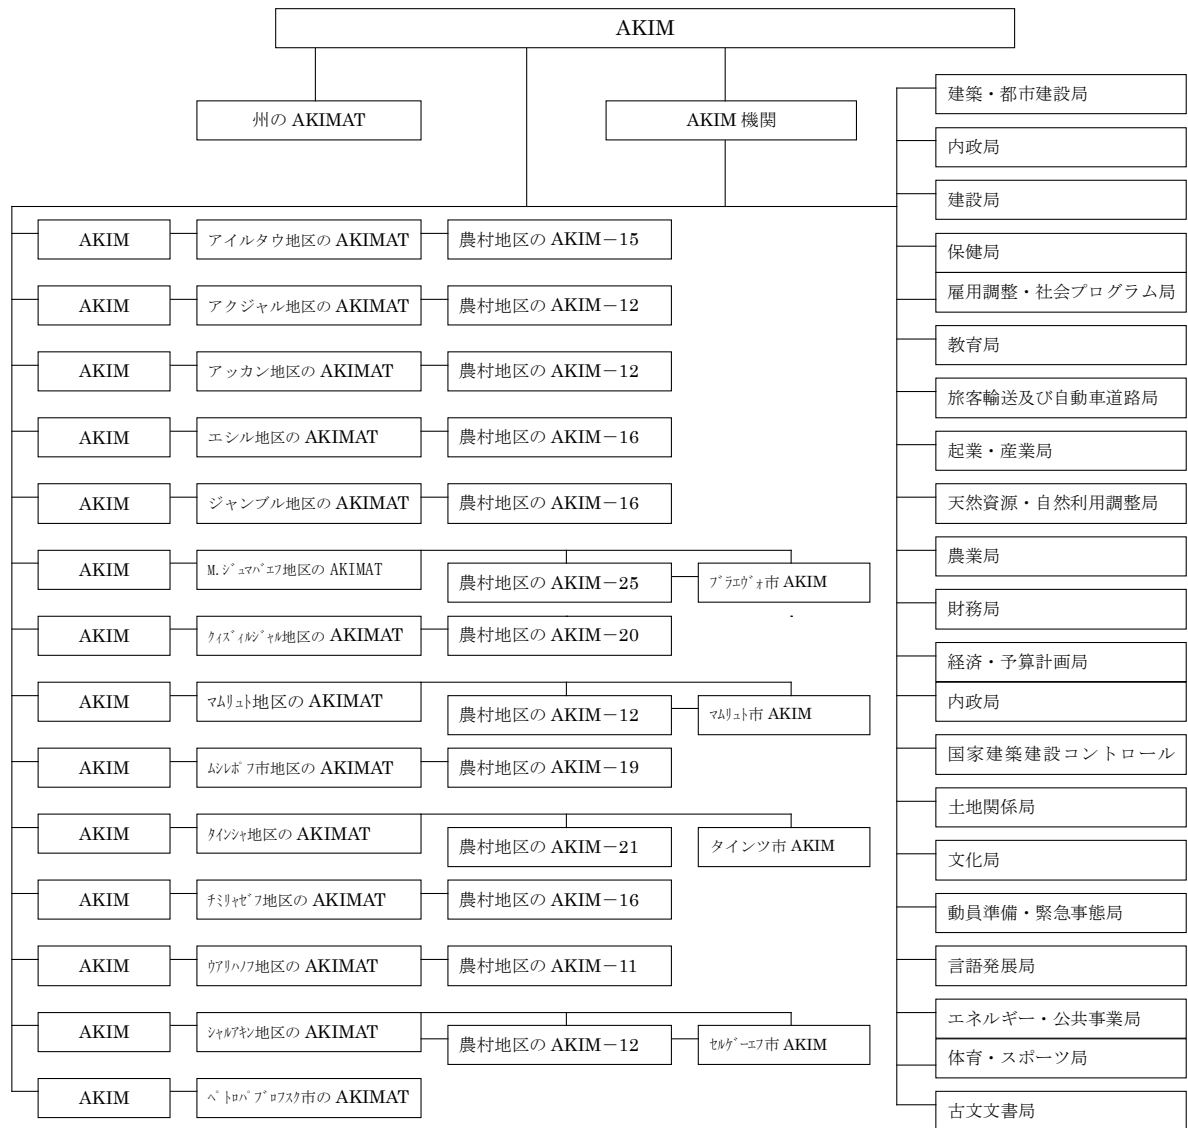 AKIM
州の AKIMAT
AKIM 機関
AKIM
アイルタウ地区の AKIMAT
農村地区の AKIM－15
AKIM
アクジャル地区の AKIMAT
農村地区の AKIM－12
AKIM
アッカン地区の AKIMAT
農村地区の AKIM－12
AKIM
エシル地区の AKIMAT
農村地区の AKIM－16
AKIM
ジャンブル地区の AKIMAT
農村地区の AKIM－16
AKIM
M.ｼﾞｭﾏﾊﾞｴﾌ地区の AKIMAT
農村地区の AKIM－25
ﾌﾞﾗｴｳﾞｫ市 AKIM
AKIM
ｸｨｽﾞｨﾙｼﾞｬﾙ地区の AKIMAT
農村地区の AKIM－20
AKIM
ﾏﾑﾘｭﾄ地区の AKIMAT
農村地区の AKIM－12
ﾏﾑﾘｭﾄ市 AKIM
AKIM
ﾑｼﾚﾎﾟﾌ市地区の AKIMAT
農村地区の AKIM－19
AKIM
ﾀｲﾝｼｬ地区の AKIMAT
農村地区の AKIM－21
タインツ市 AKIM
AKIM
ﾁﾐﾘｬｾﾞﾌ地区の AKIMAT
農村地区の AKIM－16
AKIM
ｳｱﾘﾊﾉﾌ地区の AKIMAT
農村地区の AKIM－11
AKIM
ｼｬﾙｱｷﾝ地区の AKIMAT
農村地区の AKIM－12
ｾﾙｹﾞｰｴﾌ市 AKIM
AKIM
ﾍﾟﾄﾛﾊﾟﾌﾞﾛﾌｽｸ市の AKIMAT
建築・都市建設局
内政局
建設局
保健局
雇用調整・社会プログラム局
教育局
旅客輸送及び自動車道路局
起業・産業局
天然資源・自然利用調整局
農業局
財務局
経済・予算計画局
内政局
国家建築建設コントロール
土地関係局
文化局
動員準備・緊急事態局
言語発展局
エネルギー・公共事業局
体育・スポーツ局
古文文書局